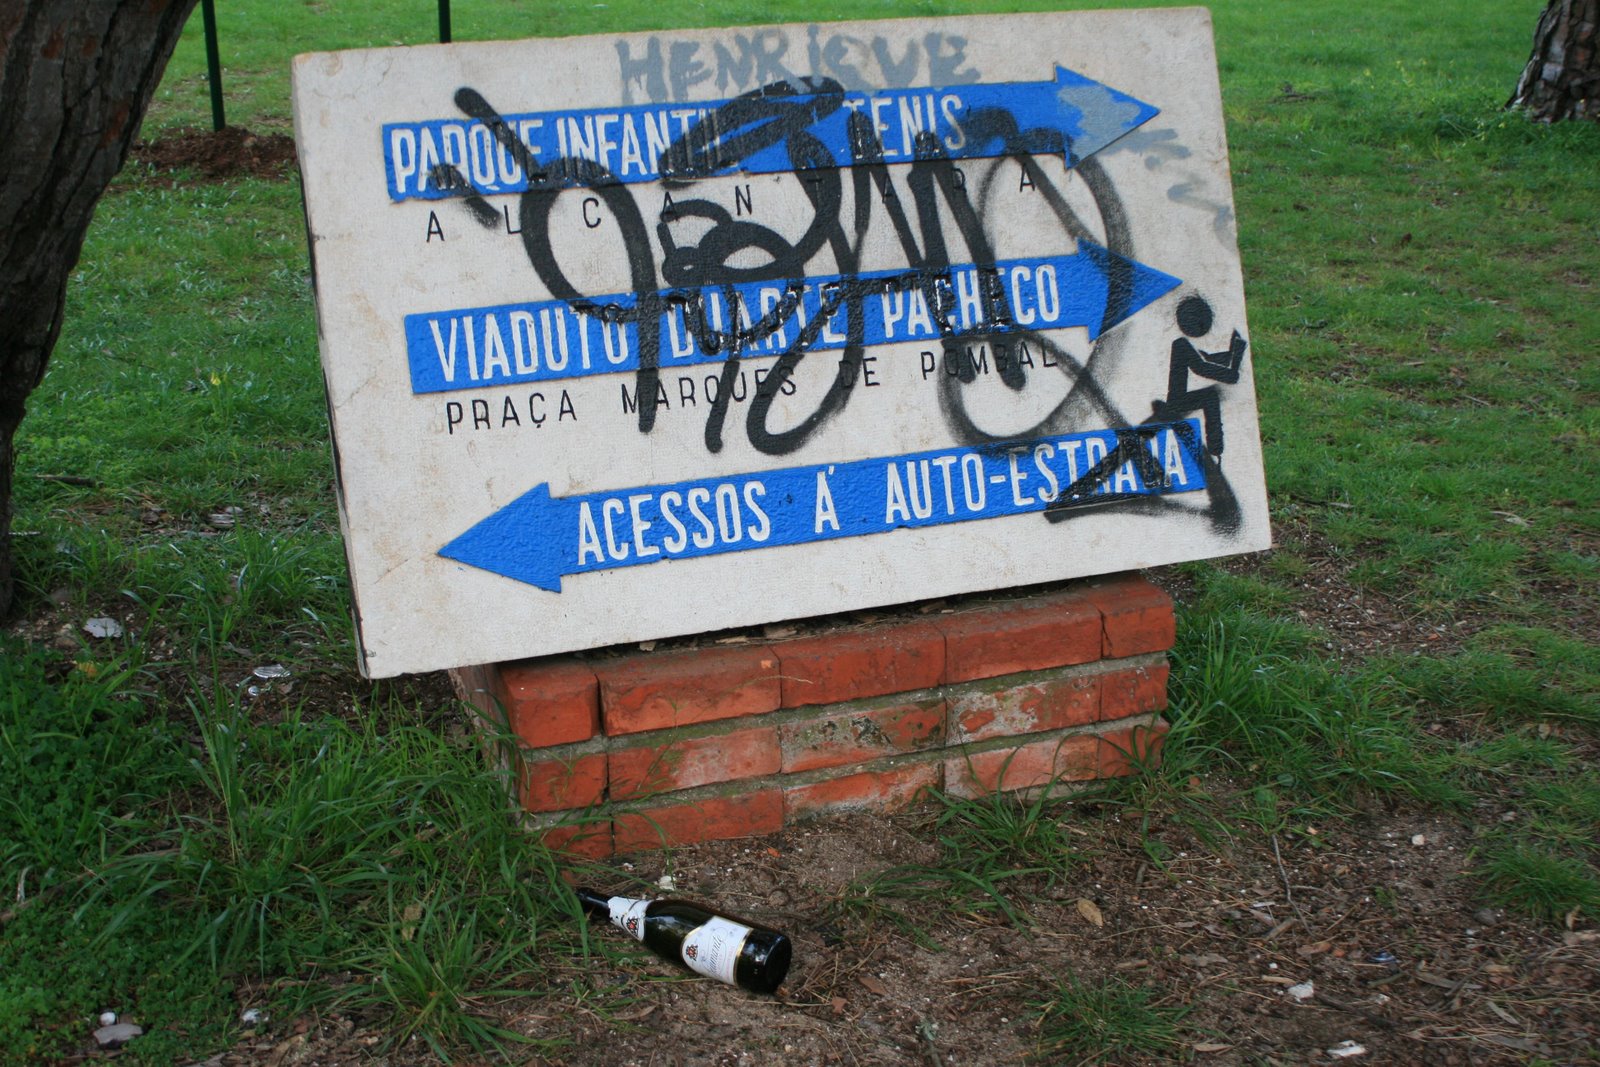 HENRIQUE
PARQUE INFANTIL TENIS
ALCANTARA
VIADUTO DUARTE PACHECO
PRAÇA MARQUES DE POMBAL
ACESSOS Á AUTO-ESTRADA